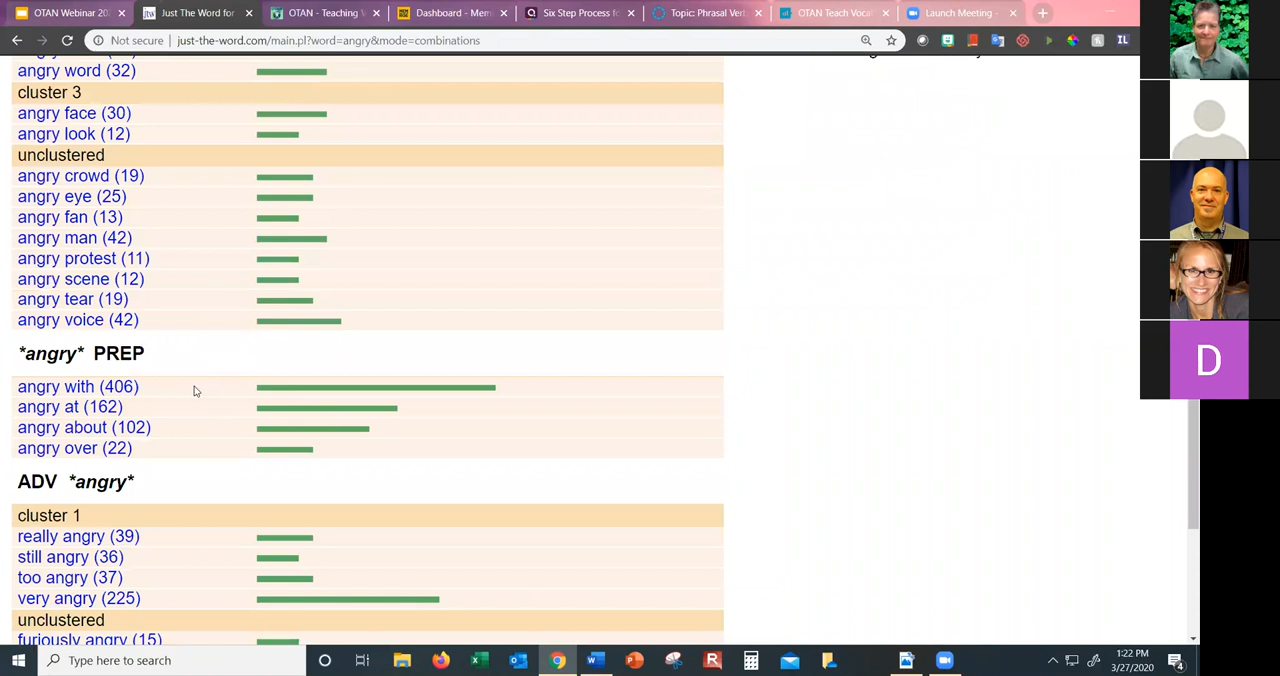 OTAN Webinar 202
Just The Word for
OTAN - Teaching V
Dashboard - Mem
Six Step Process fo
Topic: Phrasal Verb
OTAN Teach Vocab
Launch Meeting -
Not secure | just-the-word.com/main.pl?word=angry&mode=combinations
IL
angry word (32)
cluster 3
angry face (30)
angry look (12)
unclustered
angry crowd (19)
angry eye (25)
angry fan (13)
angry man (42)
angry protest (11)
angry scene (12)
angry tear (19)
angry voice (42)
*angry* PREP
angry with (406)
angry at (162)
angry about (102)
angry over (22)
ADV *angry*
cluster 1
really angry (39)
still angry (36)
too angry (37)
very angry (225)
unclustered
furiously angry (15)
D
Type here to search
1:22 PM
3/27/2020
4